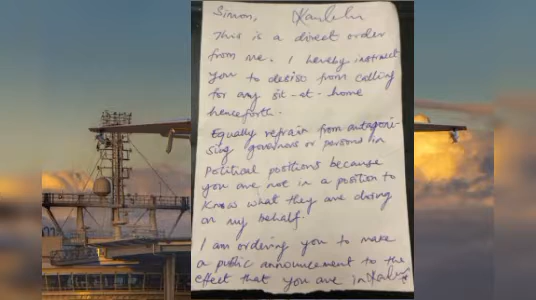 Simon,
This is a direct order
from me. I hereby instruct
you to desist from calling
for any sit-at-home
henceforth.
Equally refrain from antagoni-
sing governors or persons in
Political positions because
you are not in a position to
know what they are doing
on my behalf.
I am ordering you to make
a public announcement to the
effect that you are in